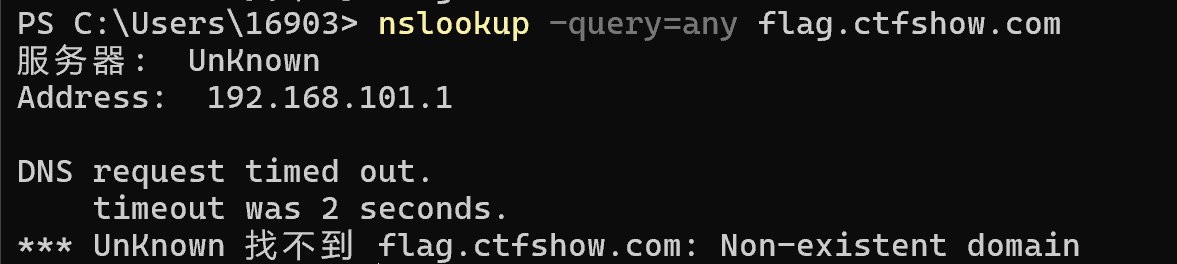 PS C:\Users\16903> nslookup -query=any flag.ctfshow.com
服务器:  UnKnown
Address:  192.168.101.1
DNS request timed out.
    timeout was 2 seconds.
*** UnKnown 找不到 flag.ctfshow.com: Non-existent domain